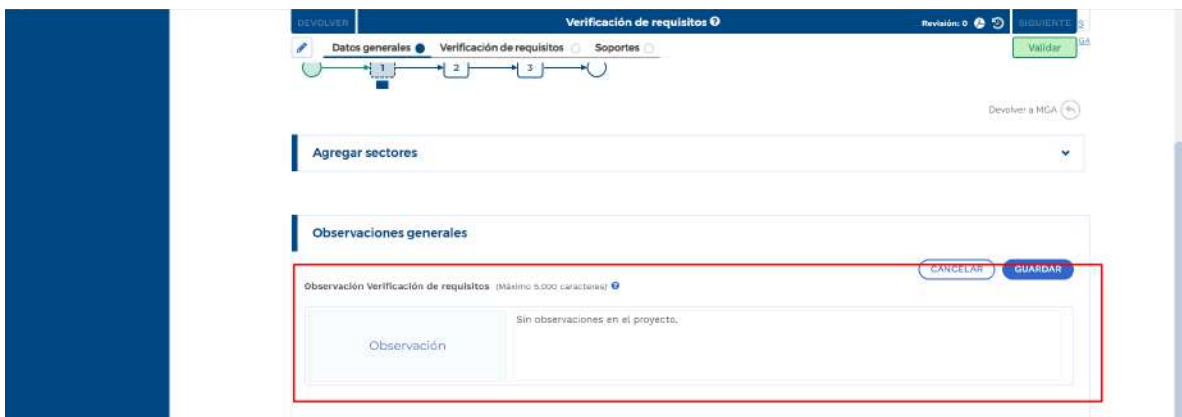 DEVOLVER Verificación de requisitos Revisión: 0 SIGUIENTE
Datos generales Verificación de requisitos Soportes Validar
1 2 3
Devolver a MGA
Agregar sectores
Observaciones generales
CANCELAR GUARDAR
Observación Verificación de requisitos (Máximo 5.000 caracteres)
Observación
Sin observaciones en el proyecto.